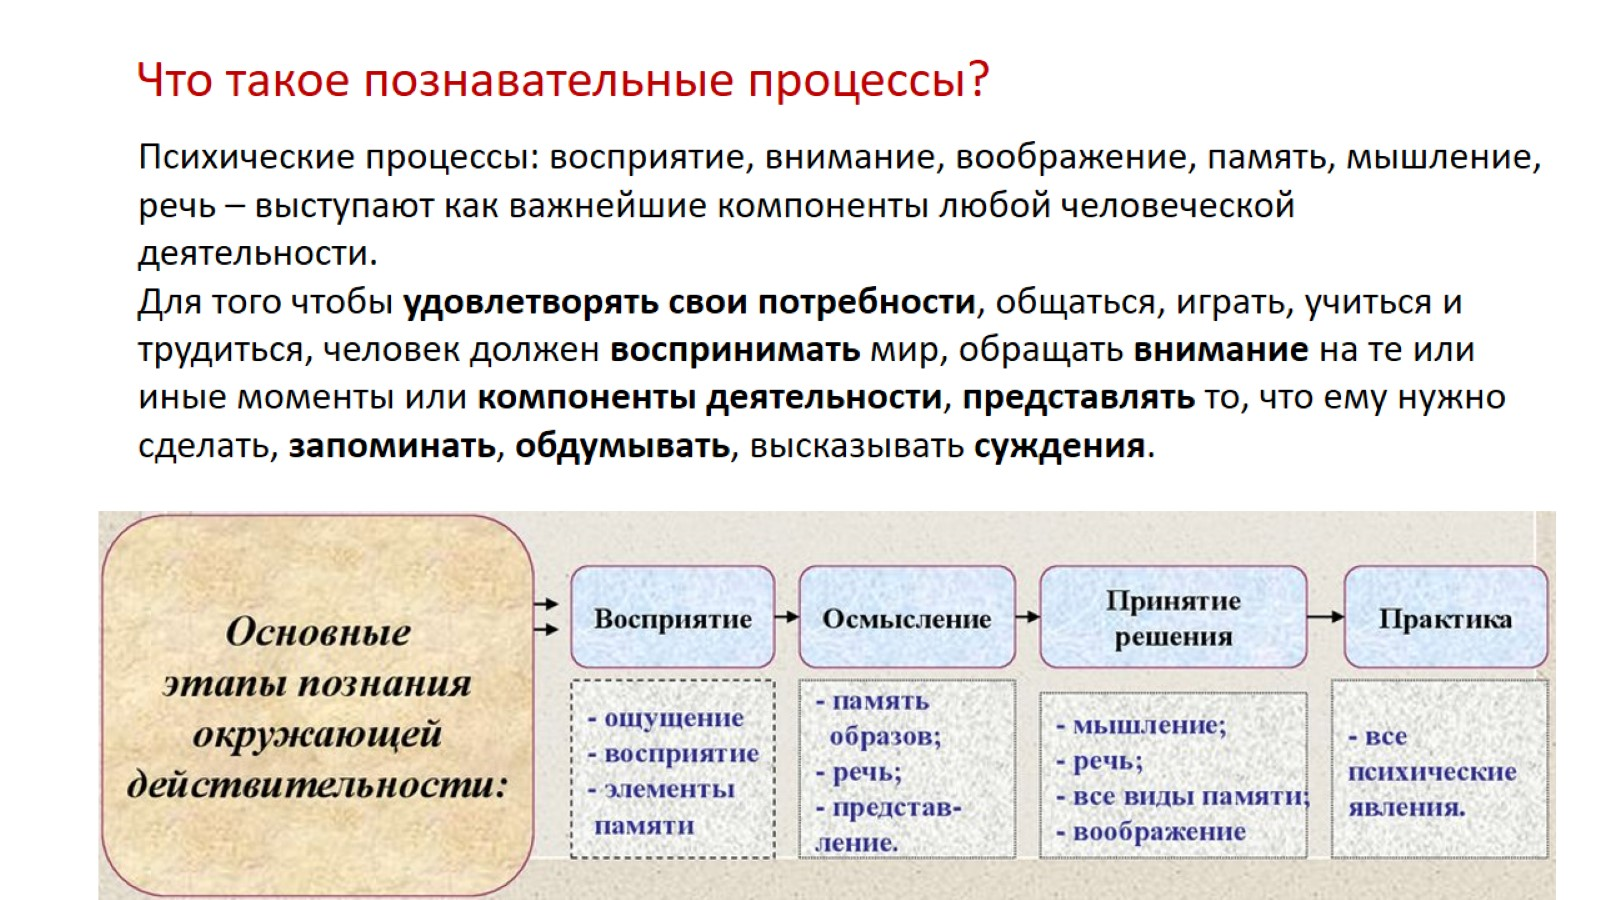 Что такое познавательные процессы?
Психические процессы: восприятие, внимание, воображение, память, мышление,
речь – выступают как важнейшие компоненты любой человеческой
деятельности.
Для того чтобы удовлетворять свои потребности, общаться, играть, учиться и
трудиться, человек должен воспринимать мир, обращать внимание на те или
иные моменты или компоненты деятельности, представлять то, что ему нужно
сделать, запоминать, обдумывать, высказывать суждения.
Основные
этапы познания
окружающей
действительности:
Восприятие
- ощущение
- восприятие
- элементы
памяти
Осмысление
- память
образов;
- речь;
- представ-
ление.
Принятие
решения
- мышление;
- речь;
- все виды памяти;
- воображение
Практика
- все
психические
явления.